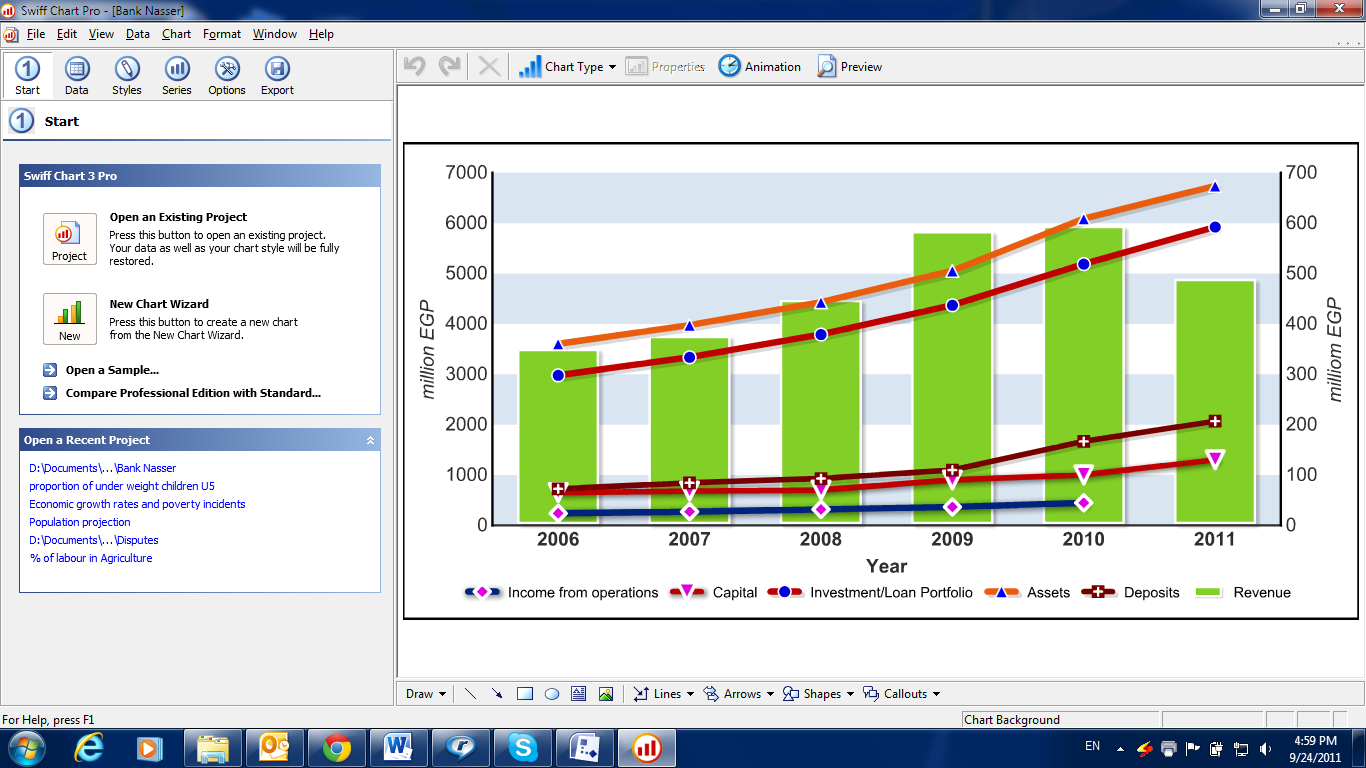 Swiff Chart Pro - [Bank Nasser]
File Edit View Data Chart Format Window Help
1 Start Data Styles Series Options Export
Chart Type Properties Animation Preview
1 Start
Swiff Chart 3 Pro
Project
Open an Existing Project
Press this button to open an existing project.
Your data as well as your chart style will be fully
restored.
New
New Chart Wizard
Press this button to create a new chart
from the New Chart Wizard.
Open a Sample...
Compare Professional Edition with Standard...
Open a Recent Project
D:\Documents\...\Bank Nasser
proportion of under weight children U5
Economic growth rates and poverty incidents
Population projection
D:\Documents\...\Disputes
% of labour in Agriculture
7000 700
6000 600
5000 500
4000 400
3000 300
2000 200
1000 100
0 0
million EGP
milliom EGP
2006 2007 2008 2009 2010 2011
Year
Income from operations Capital Investment/Loan Portfolio Assets Deposits Revenue
Draw Lines Arrows Shapes Callouts
For Help, press F1
Chart Background
EN
4:59 PM
9/24/2011